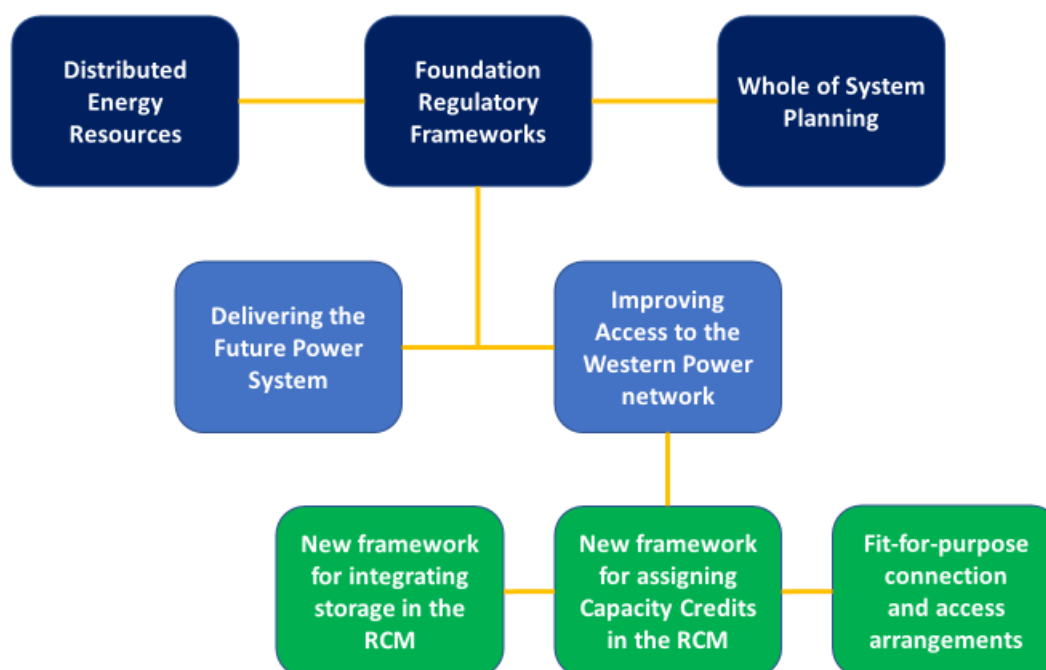 Distributed
Energy
Resources
Foundation
Regulatory
Frameworks
Whole of System
Planning
Delivering the
Future Power
System
Improving
Access to the
Western Power
network
New framework
for integrating
storage in the
RCM
New framework
for assigning
Capacity Credits
in the RCM
Fit-for-purpose
connection
and access
arrangements